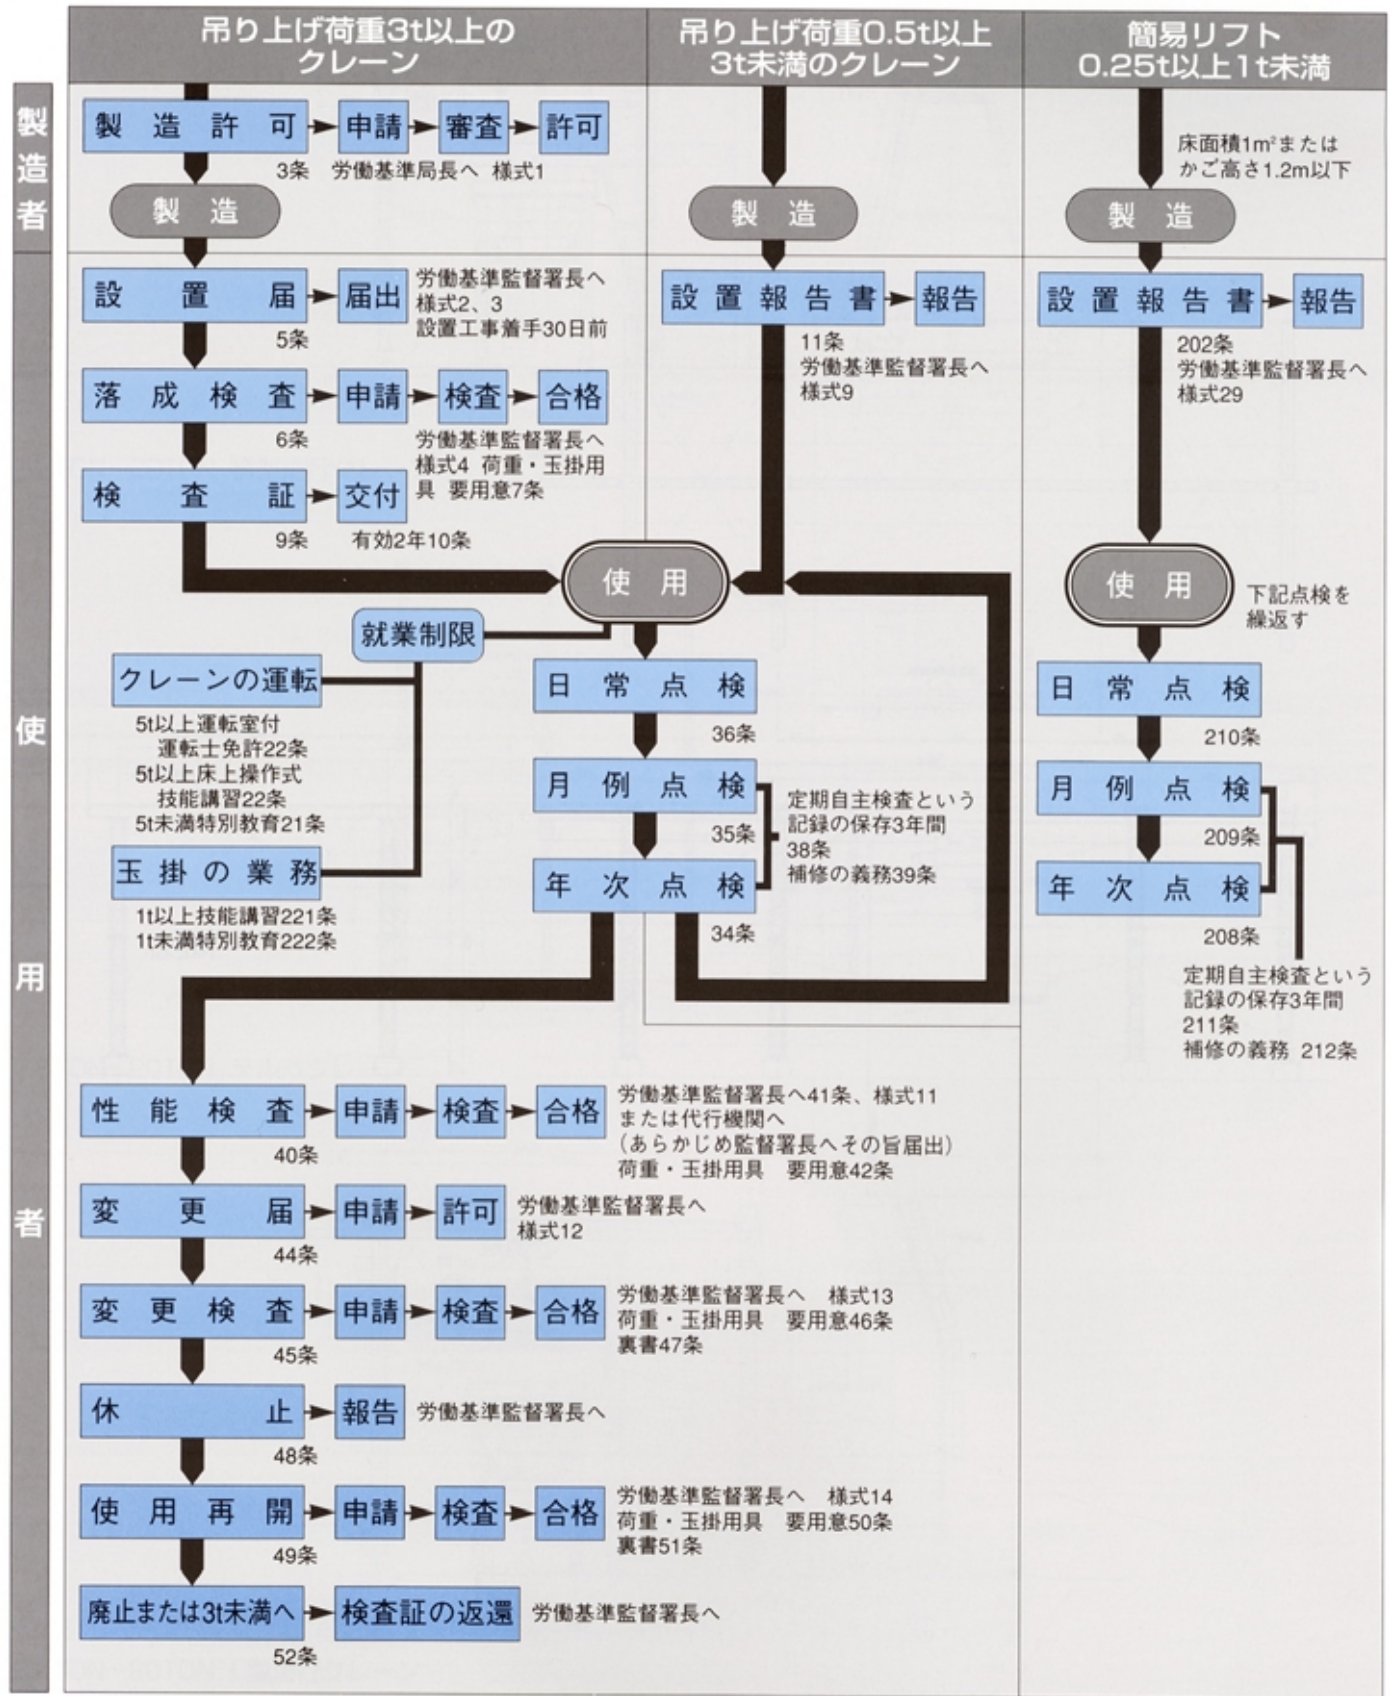 吊り上げ荷重3t以上の
クレーン
吊り上げ荷重0.5t以上
3t未満のクレーン
簡易リフト
0.25t以上1t未満
製造者
製造許可
申請
審査
許可
3条
労働基準局長へ 様式1
製造
製造
床面積1m²または
かご高さ1.2m以下
製造
使用者
設置届
届出
労働基準監督署長へ
様式2、3
設置工事着手30日前
5条
落成検査
申請
検査
合格
6条
労働基準監督署長へ
様式4 荷重・玉掛用
具 要用意7条
検査証
交付
9条
有効2年10条
設置報告書
報告
11条
労働基準監督署長へ
様式9
設置報告書
報告
202条
労働基準監督署長へ
様式29
使用
就業制限
クレーンの運転
5t以上運転室付
運転士免許22条
5t以上床上操作式
技能講習22条
5t未満特別教育21条
玉掛の業務
1t以上技能講習221条
1t未満特別教育222条
日常点検
36条
月例点検
35条
年次点検
34条
定期自主検査という
記録の保存3年間
38条
補修の義務39条
使用
下記点検を
繰返す
日常点検
210条
月例点検
209条
年次点検
208条
定期自主検査という
記録の保存3年間
211条
補修の義務 212条
性能検査
申請
検査
合格
40条
労働基準監督署長へ41条、様式11
または代行機関へ
(あらかじめ監督署長へその旨届出)
荷重・玉掛用具 要用意42条
変更届
申請
許可
44条
労働基準監督署長へ
様式12
変更検査
申請
検査
合格
45条
労働基準監督署長へ 様式13
荷重・玉掛用具 要用意46条
裏書47条
休止
報告
労働基準監督署長へ
48条
使用再開
申請
検査
合格
49条
労働基準監督署長へ 様式14
荷重・玉掛用具 要用意50条
裏書51条
廃止または3t未満へ
検査証の返還
労働基準監督署長へ
52条